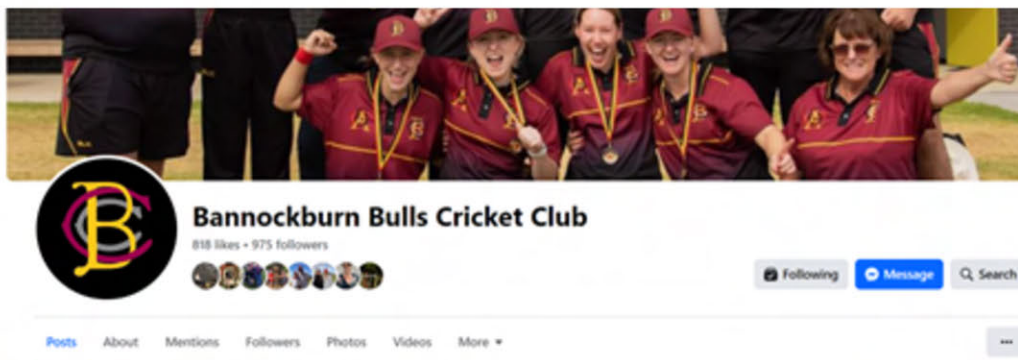 Bannockburn Bulls Cricket Club
818 likes • 975 followers
Following
Message
Search
Posts
About
Mentions
Followers
Photos
Videos
More